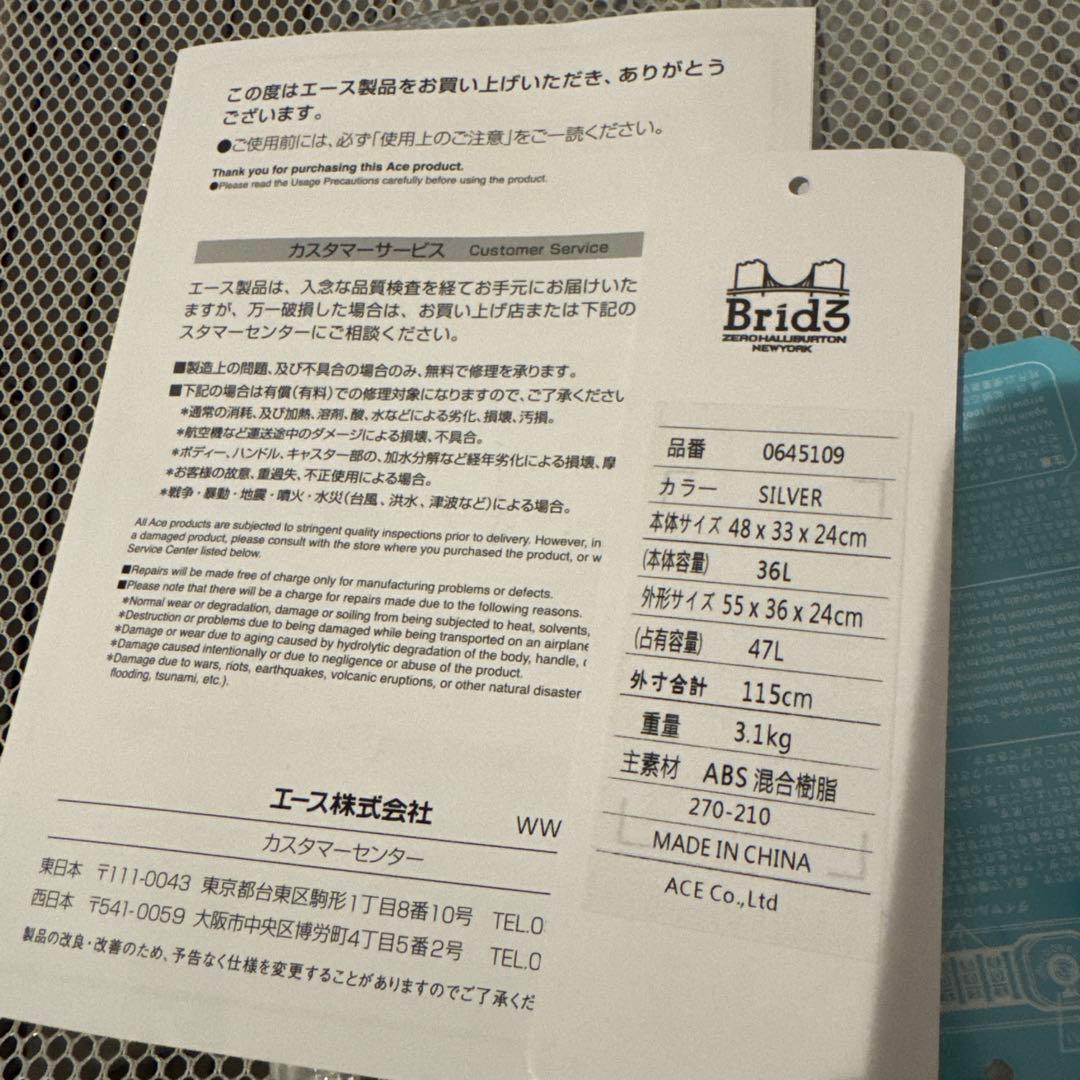 この度はエース製品をお買い上げいただき、ありがとう
ございます。
●ご使用前には、必ず「使用上のご注意」をご一読ください。
Thank you for purchasing this Ace product.
●Please read the Usage Precautions carefully before using the product.
カスタマーサービス Customer Service
エース製品は、入念な品質検査を経てお手元にお届けいた
ますが、万一破損した場合は、お買い上げ店または下記の
スタマーセンターにご相談ください。
■製造上の問題、及び不具合の場合のみ、無料で修理を承ります。
■下記の場合は有償(有料)での修理対象になりますので、ご了承ください
*通常の消耗、及び加熱、溶剤、酸、水などによる劣化、損壊、汚損。
*航空機など運送途中のダメージによる損壊、不具合。
*ボディー、ハンドル、キャスター部の、加水分解など経年劣化による損壊、摩
*お客様の故意、重過失、不正使用による場合。
*戦争・暴動・地震・噴火・水災(台風、洪水、津波など)による場合。
All Ace products are subjected to stringent quality inspections prior to delivery. However, in
a damaged product, please consult with the store where you purchased the product, or w
Service Center listed below.
■Repairs will be made free of charge only for manufacturing problems or defects.
■Please note that there will be a charge for repairs made due to the following reasons.
*Normal wear or degradation, damage or soiling from being subjected to heat, solvents,
*Destruction or problems due to being damaged while being transported on an airplane
*Damage or wear due to aging caused by hydrolytic degradation of the body, handle,
*Damage caused intentionally or due to negligence or abuse of the product.
*Damage due to wars, riots, earthquakes, volcanic eruptions, or other natural disaster
flooding, tsunami, etc.).
エース株式会社 WW
カスタマーセンター
東日本 〒111-0043 東京都台東区駒形1丁目8番10号 TEL.0
西日本 〒541-0059 大阪市中央区博労町4丁目5番2号 TEL.0
製品の改良・改善のため、予告なく仕様を変更することがありますのでご了承くだ
Brid3
ZERO HALLIBURTON
NEWYORK
品番 0645109
カラー SILVER
本体サイズ 48 x 33 x 24cm
(本体容量) 36L
外形サイズ 55 x 36 x 24cm
(占有容量) 47L
外寸合計 115cm
重量 3.1kg
主素材 ABS 混合樹脂
270-210
MADE IN CHINA
ACE Co.,Ltd